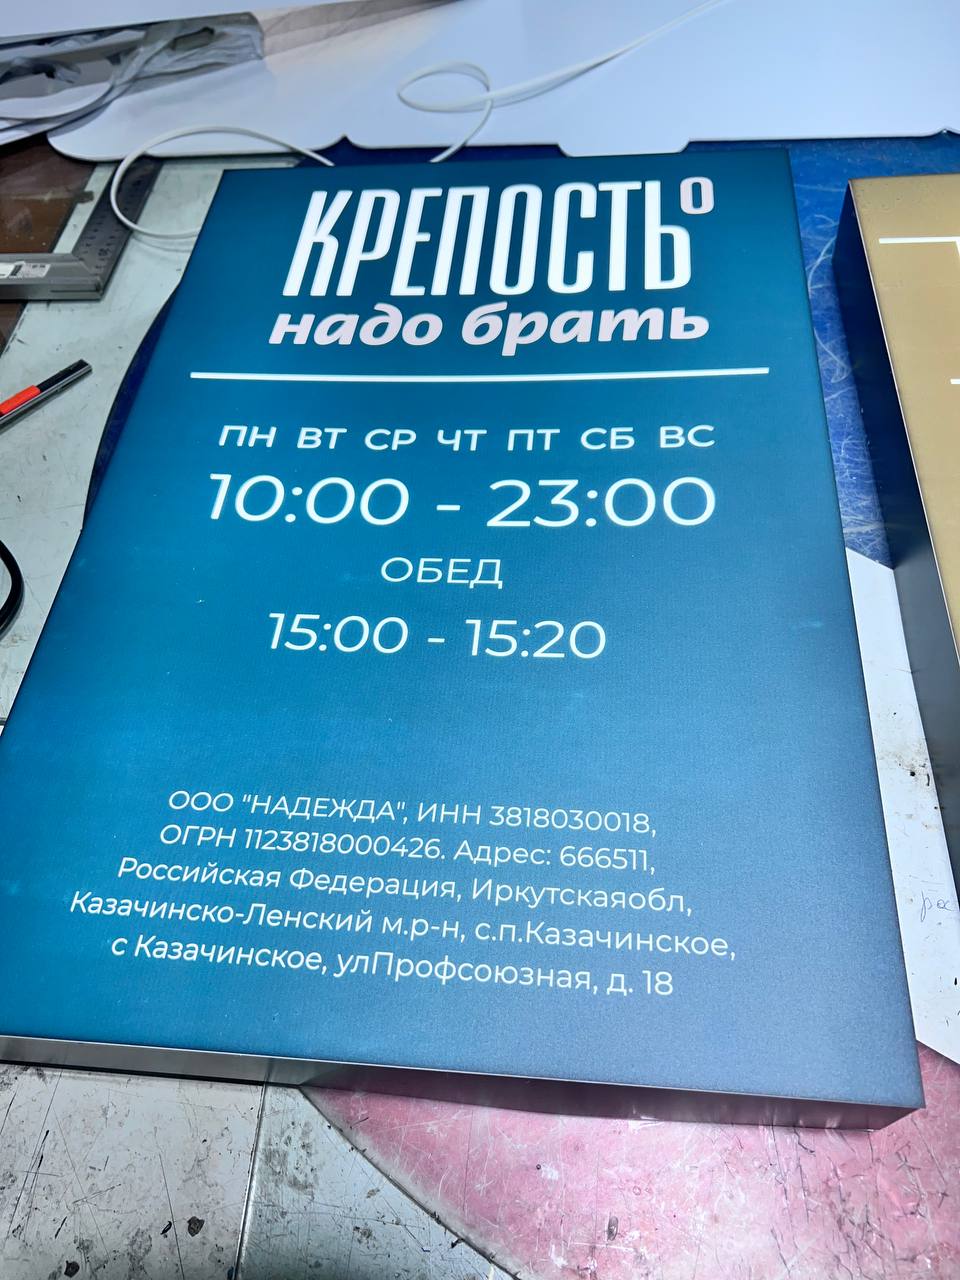 КРЕПОСТЬ°
надо брать
ПН ВТ СР ЧТ ПТ СБ ВС
10:00 - 23:00
ОБЕД
15:00 - 15:20
ООО "НАДЕЖДА", ИНН 3818030018,
ОГРН 1123818000426. Адрес: 666511,
Российская Федерация, Иркутскаяобл,
Казачинско-Ленский м.р-н, с.п.Казачинское,
с Казачинское, улПрофсоюзная, д. 18